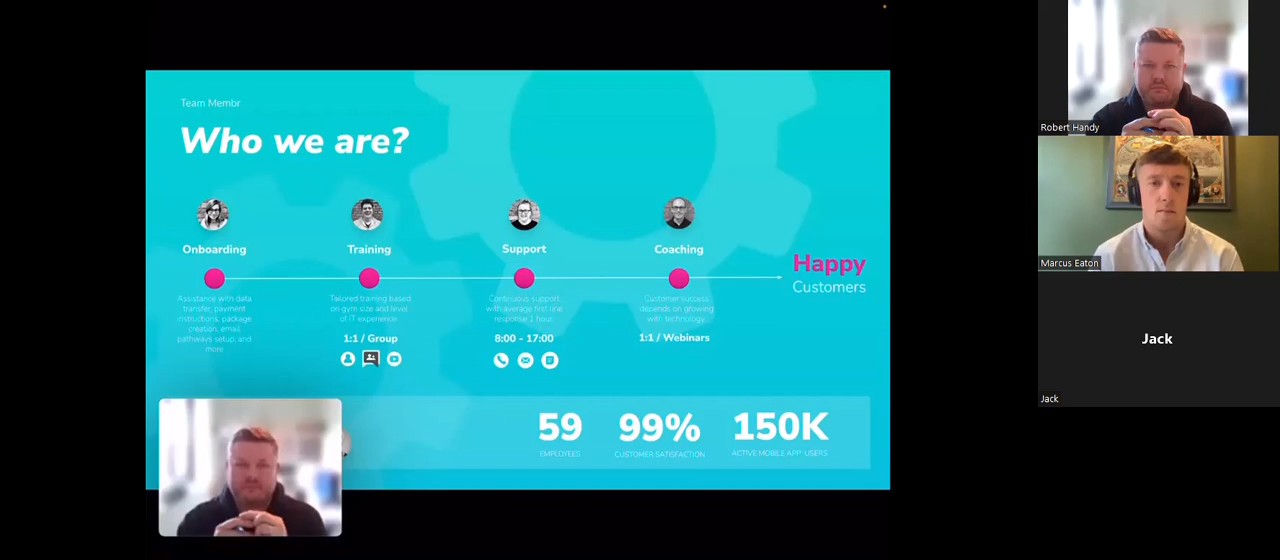 Team Membr
Who we are?
Onboarding
Assistance with data
transfer, payment
instructions, package
creation, email
pathways setup, and
more
Training
Tailored training based
on gym size and level
of IT experience
1:1 / Group
Support
Continuous support
with average first line
response 1 hour.
8:00 - 17:00
Coaching
Customer success
depends on growing
with technology.
1:1 / Webinars
Happy
Customers
59
EMPLOYEES
99%
CUSTOMER SATISFACTION
150K
ACTIVE MOBILE APP USERS
Robert Handy
Marcus Eaton
Jack
Jack